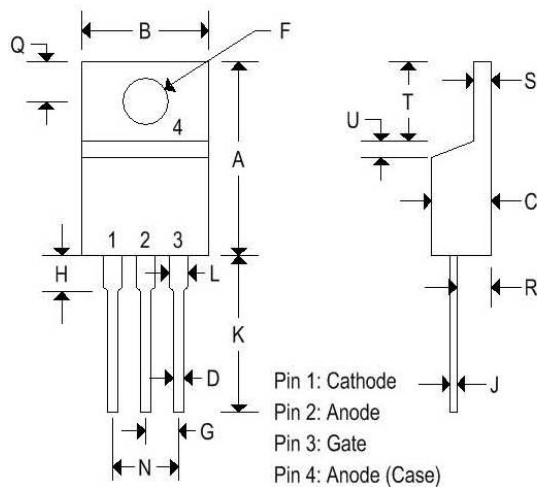 B
F
Q
S
T
4
U
A
C
1 2 3
H
L
R
K
D
J
Pin 1: Cathode
Pin 2: Anode
G
Pin 3: Gate
N
Pin 4: Anode (Case)